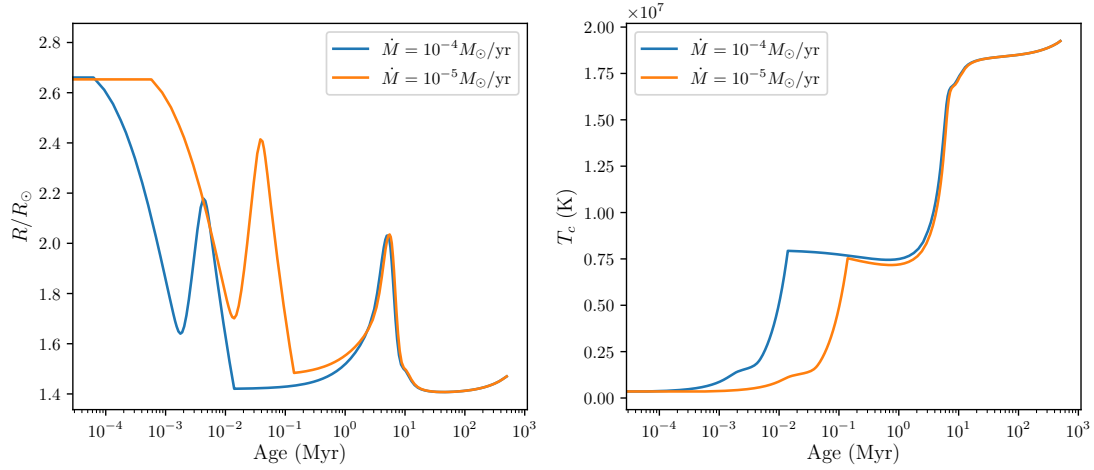 2.8
2.6
2.4
2.2
2.0
1.8
1.6
1.4
R/R⊙
10⁻⁴ 10⁻³ 10⁻² 10⁻¹ 10⁰ 10¹ 10² 10³
Age (Myr)
Ṁ = 10⁻⁴M⊙/yr
Ṁ = 10⁻⁵M⊙/yr
×10⁷
2.00
1.75
1.50
1.25
1.00
0.75
0.50
0.25
0.00
T_c (K)
10⁻⁴ 10⁻³ 10⁻² 10⁻¹ 10⁰ 10¹ 10² 10³
Age (Myr)
Ṁ = 10⁻⁴M⊙/yr
Ṁ = 10⁻⁵M⊙/yr